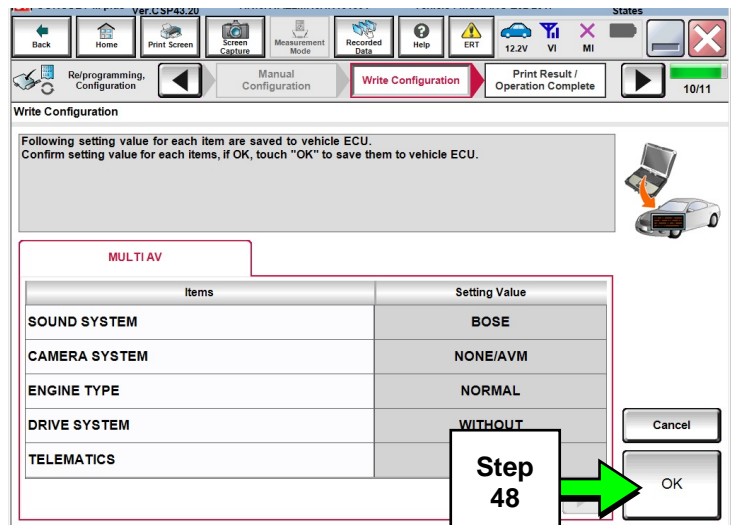 Ver.CSP43.20
States
Back
Home
Print Screen
Screen
Capture
Measurement
Mode
Recorded
Data
Help
ERT
12.2V
VI
MI
Re/programming,
Configuration
Manual
Configuration
Write Configuration
Print Result /
Operation Complete
10/11
Write Configuration
Following setting value for each item are saved to vehicle ECU.
Confirm setting value for each items, if OK, touch "OK" to save them to vehicle ECU.
MULTI AV
Items
Setting Value
SOUND SYSTEM
BOSE
CAMERA SYSTEM
NONE/AVM
ENGINE TYPE
NORMAL
DRIVE SYSTEM
WITHOUT
TELEMATICS
Cancel
Step
48
OK